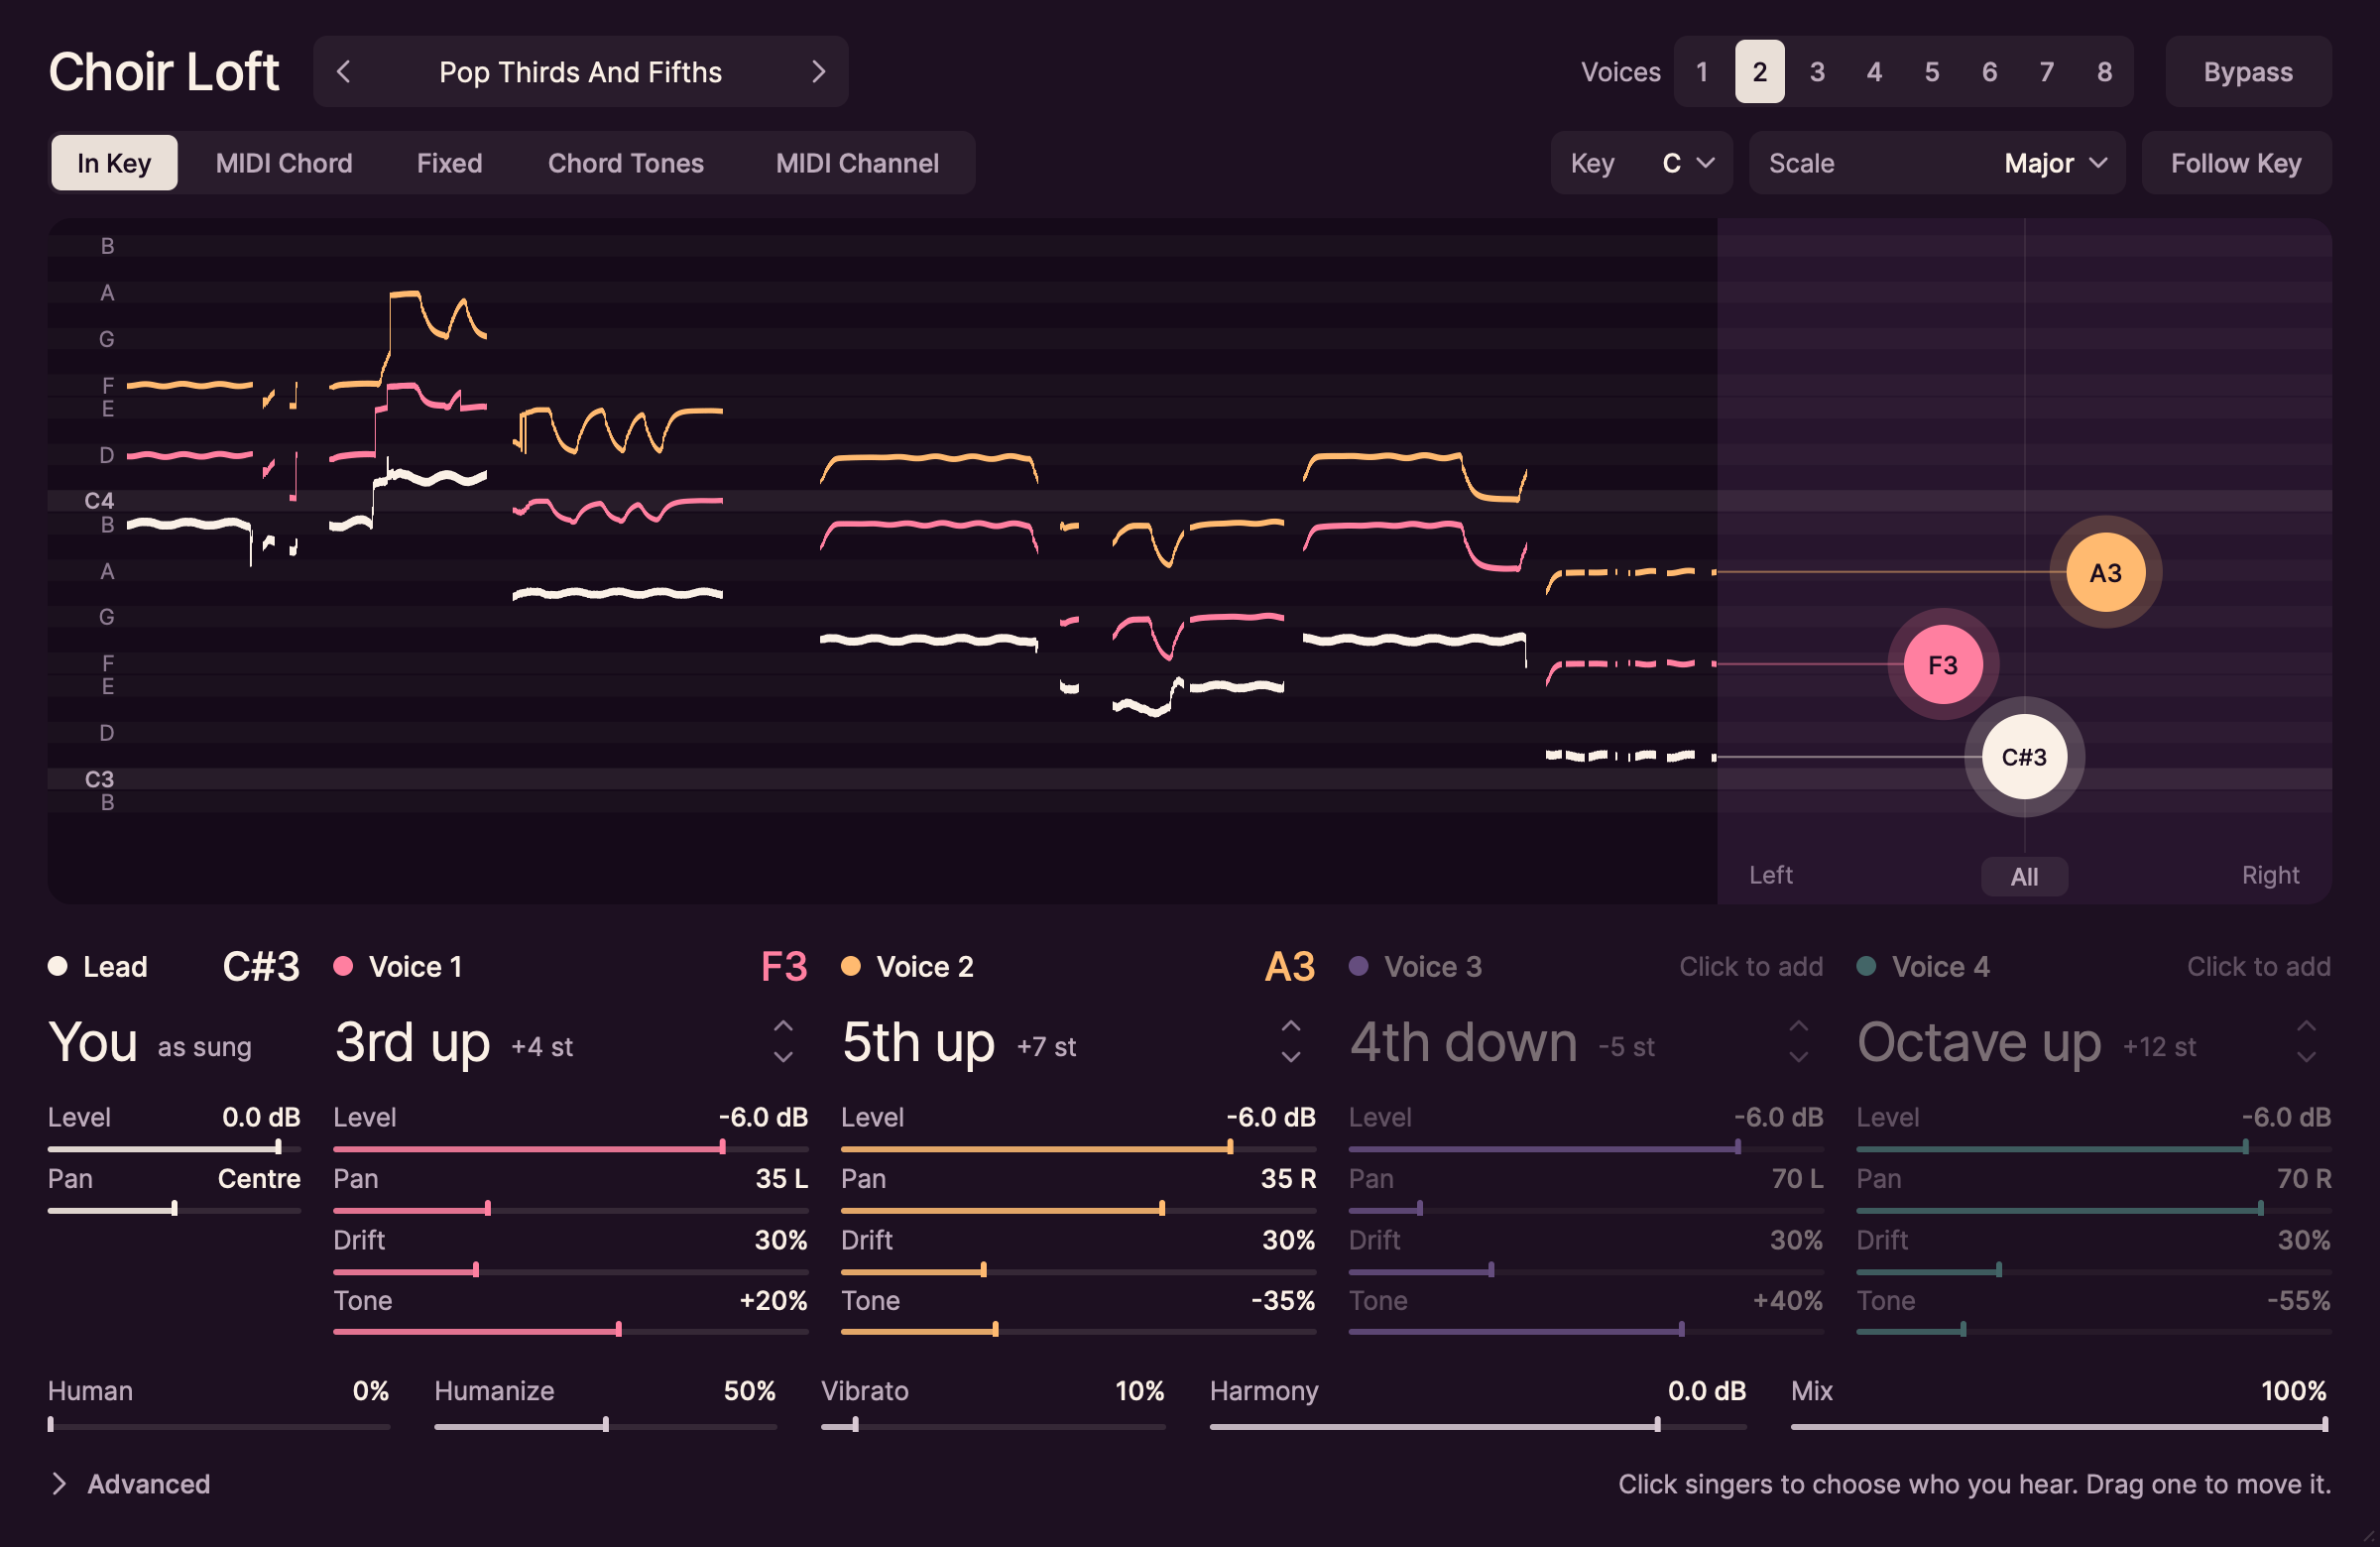 Choir Loft
Pop Thirds And Fifths
Voices 1 2 3 4 5 6 7 8
Bypass
In Key MIDI Chord Fixed Chord Tones MIDI Channel
Key C
Scale Major
Follow Key
B
A
G
F
E
D
C4
B
A
G
F
E
D
C3
B
A3
F3
C#3
Left All Right
Lead C#3
You as sung
Level 0.0 dB
Pan Centre
Voice 1 F3
3rd up +4 st
Level -6.0 dB
Pan 35 L
Drift 30%
Tone +20%
Voice 2 A3
5th up +7 st
Level -6.0 dB
Pan 35 R
Drift 30%
Tone -35%
Voice 3 Click to add
4th down -5 st
Level -6.0 dB
Pan 70 L
Drift 30%
Tone +40%
Voice 4 Click to add
Octave up +12 st
Level -6.0 dB
Pan 70 R
Drift 30%
Tone -55%
Human 0%
Humanize 50%
Vibrato 10%
Harmony 0.0 dB
Mix 100%
Advanced
Click singers to choose who you hear. Drag one to move it.